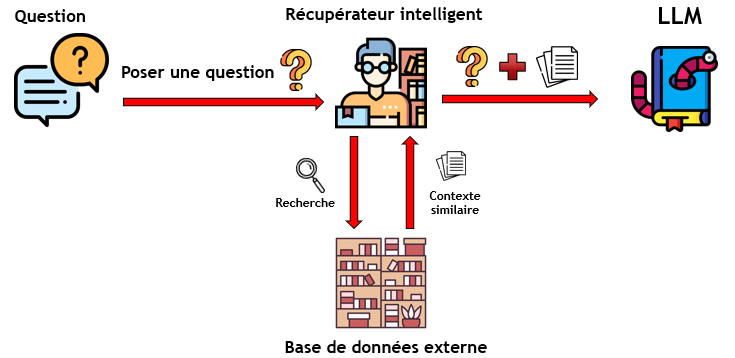 Question
Récupérateur intelligent
LLM
Poser une question
Recherche
Contexte
similaire
Base de données externe